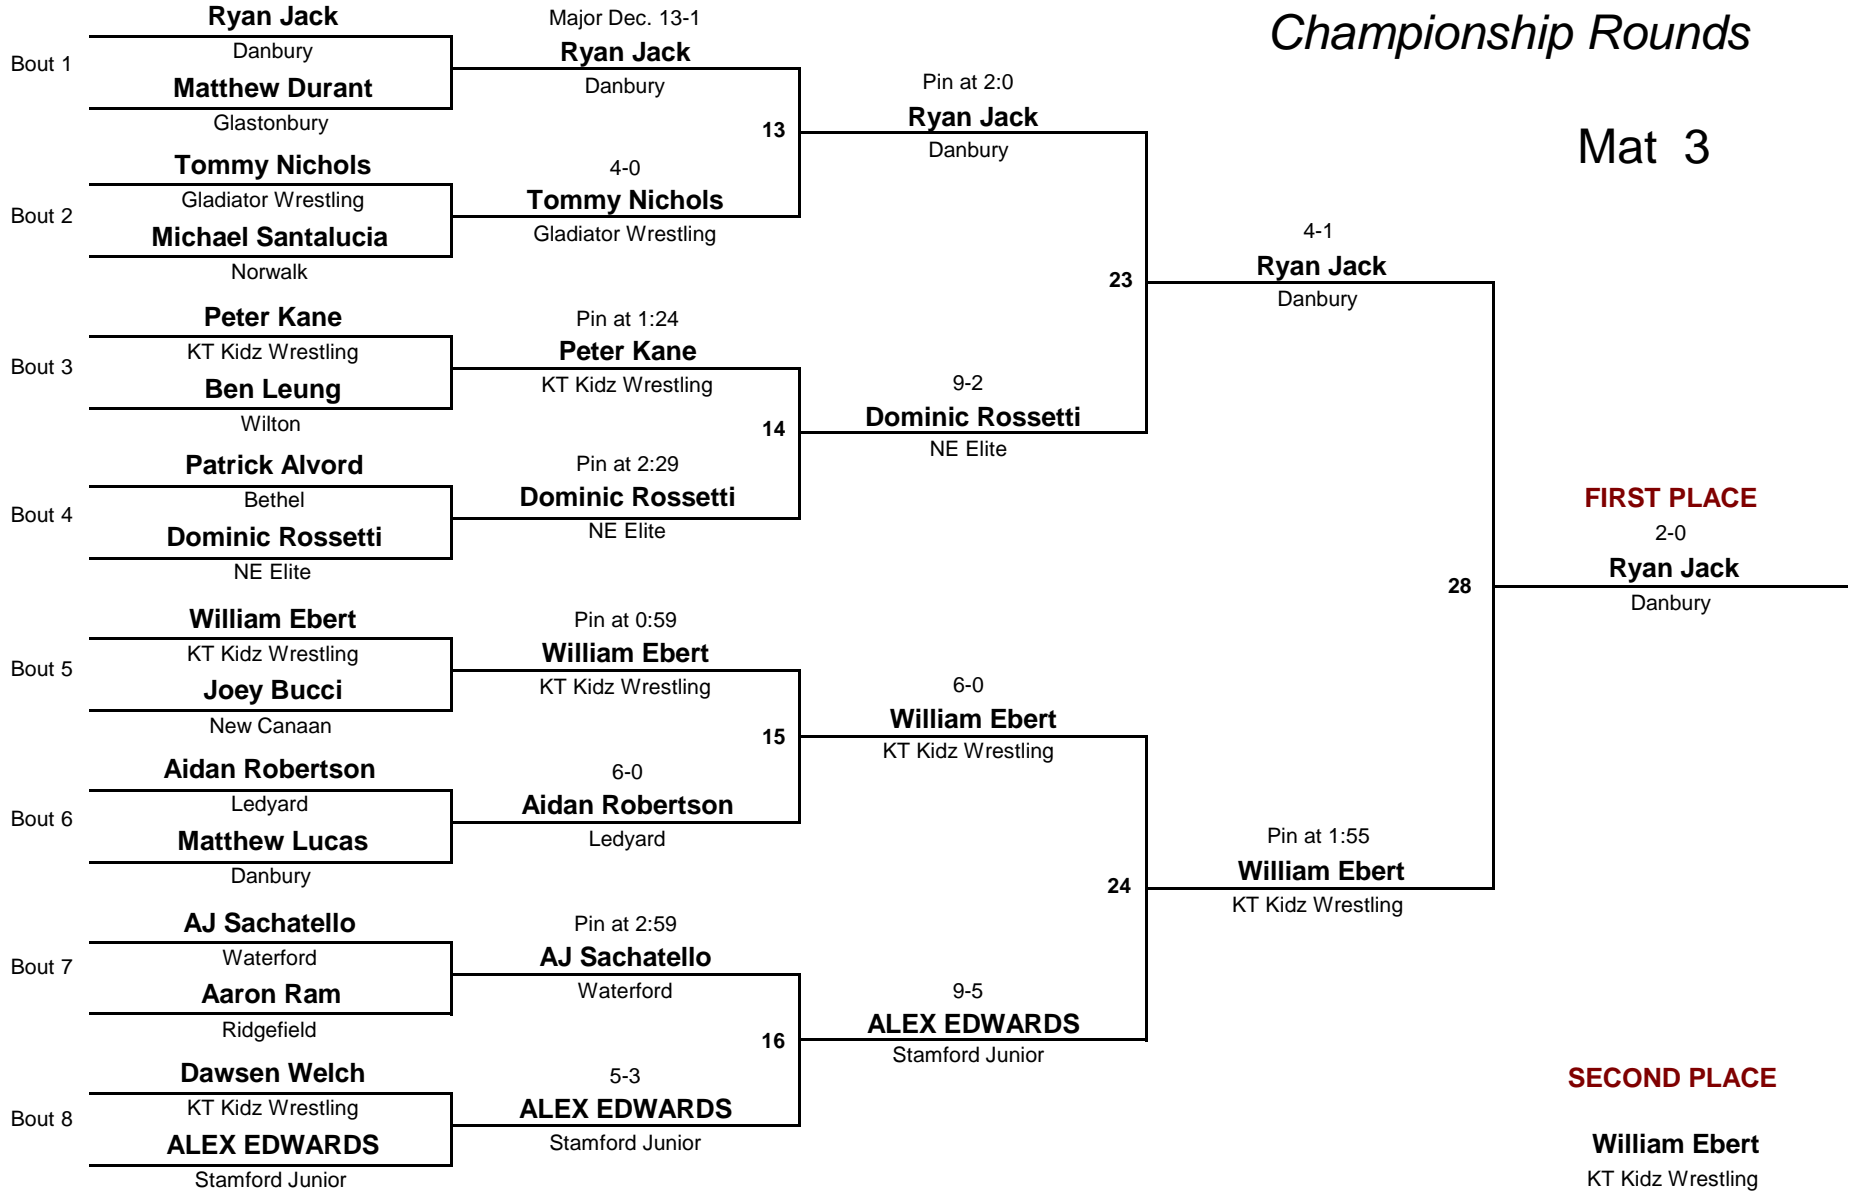 Championship Rounds
Mat 3
Bout 1
Ryan Jack
Danbury
Matthew Durant
Glastonbury
Bout 2
Tommy Nichols
Gladiator Wrestling
Michael Santalucia
Norwalk
Bout 3
Peter Kane
KT Kidz Wrestling
Ben Leung
Wilton
Bout 4
Patrick Alvord
Bethel
Dominic Rossetti
NE Elite
Bout 5
William Ebert
KT Kidz Wrestling
Joey Bucci
New Canaan
Bout 6
Aidan Robertson
Ledyard
Matthew Lucas
Danbury
Bout 7
AJ Sachatello
Waterford
Aaron Ram
Ridgefield
Bout 8
Dawsen Welch
KT Kidz Wrestling
ALEX EDWARDS
Stamford Junior
Major Dec. 13-1
Ryan Jack
Danbury
13
4-0
Tommy Nichols
Gladiator Wrestling
Pin at 1:24
Peter Kane
KT Kidz Wrestling
14
Pin at 2:29
Dominic Rossetti
NE Elite
Pin at 0:59
William Ebert
KT Kidz Wrestling
15
6-0
Aidan Robertson
Ledyard
Pin at 2:59
AJ Sachatello
Waterford
16
5-3
ALEX EDWARDS
Stamford Junior
Pin at 2:0
Ryan Jack
Danbury
23
9-2
Dominic Rossetti
NE Elite
6-0
William Ebert
KT Kidz Wrestling
24
9-5
ALEX EDWARDS
Stamford Junior
4-1
Ryan Jack
Danbury
28
Pin at 1:55
William Ebert
KT Kidz Wrestling
FIRST PLACE
2-0
Ryan Jack
Danbury
SECOND PLACE
William Ebert
KT Kidz Wrestling